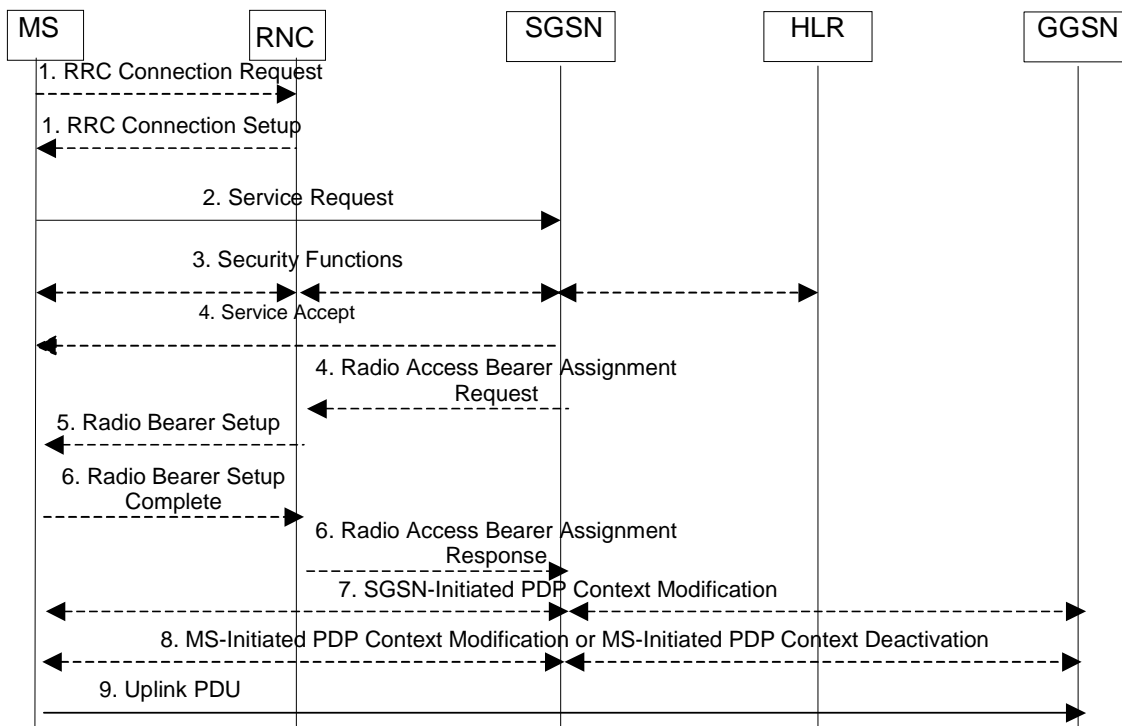 MS
RNC
SGSN
HLR
GGSN
1. RRC Connection Request
1. RRC Connection Setup
2. Service Request
3. Security Functions
4. Service Accept
4. Radio Access Bearer Assignment
Request
5. Radio Bearer Setup
6. Radio Bearer Setup
Complete
6. Radio Access Bearer Assignment
Response
7. SGSN-Initiated PDP Context Modification
8. MS-Initiated PDP Context Modification or MS-Initiated PDP Context Deactivation
9. Uplink PDU